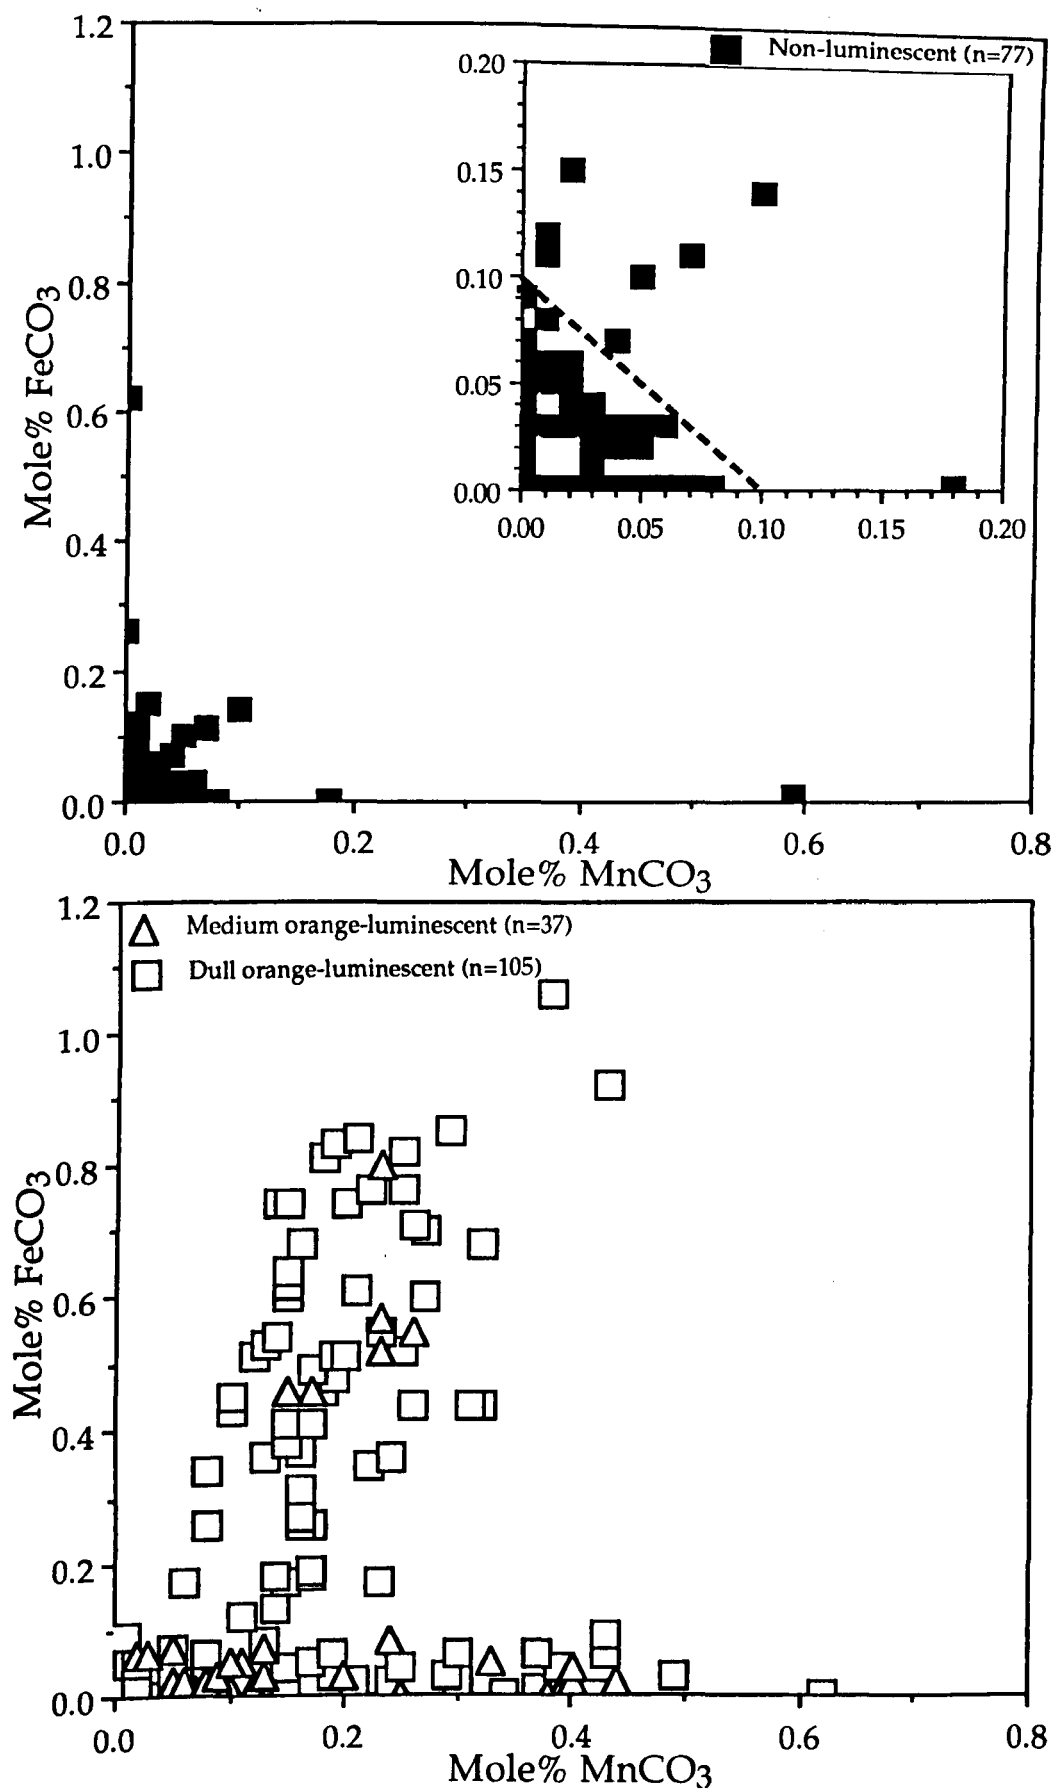 1.2
1.0
0.8
0.6
0.4
0.2
0.0
Mole% FeCO3
Non-luminescent (n=77)
0.20
0.15
0.10
0.05
0.00
0.00 0.05 0.10 0.15 0.20
0.0 0.2 0.4 0.6 0.8
Mole% MnCO3
1.2
1.0
0.8
0.6
0.4
0.2
0.0
Mole% FeCO3
Medium orange-luminescent (n=37)
Dull orange-luminescent (n=105)
0.0 0.2 0.4 0.6 0.8
Mole% MnCO3